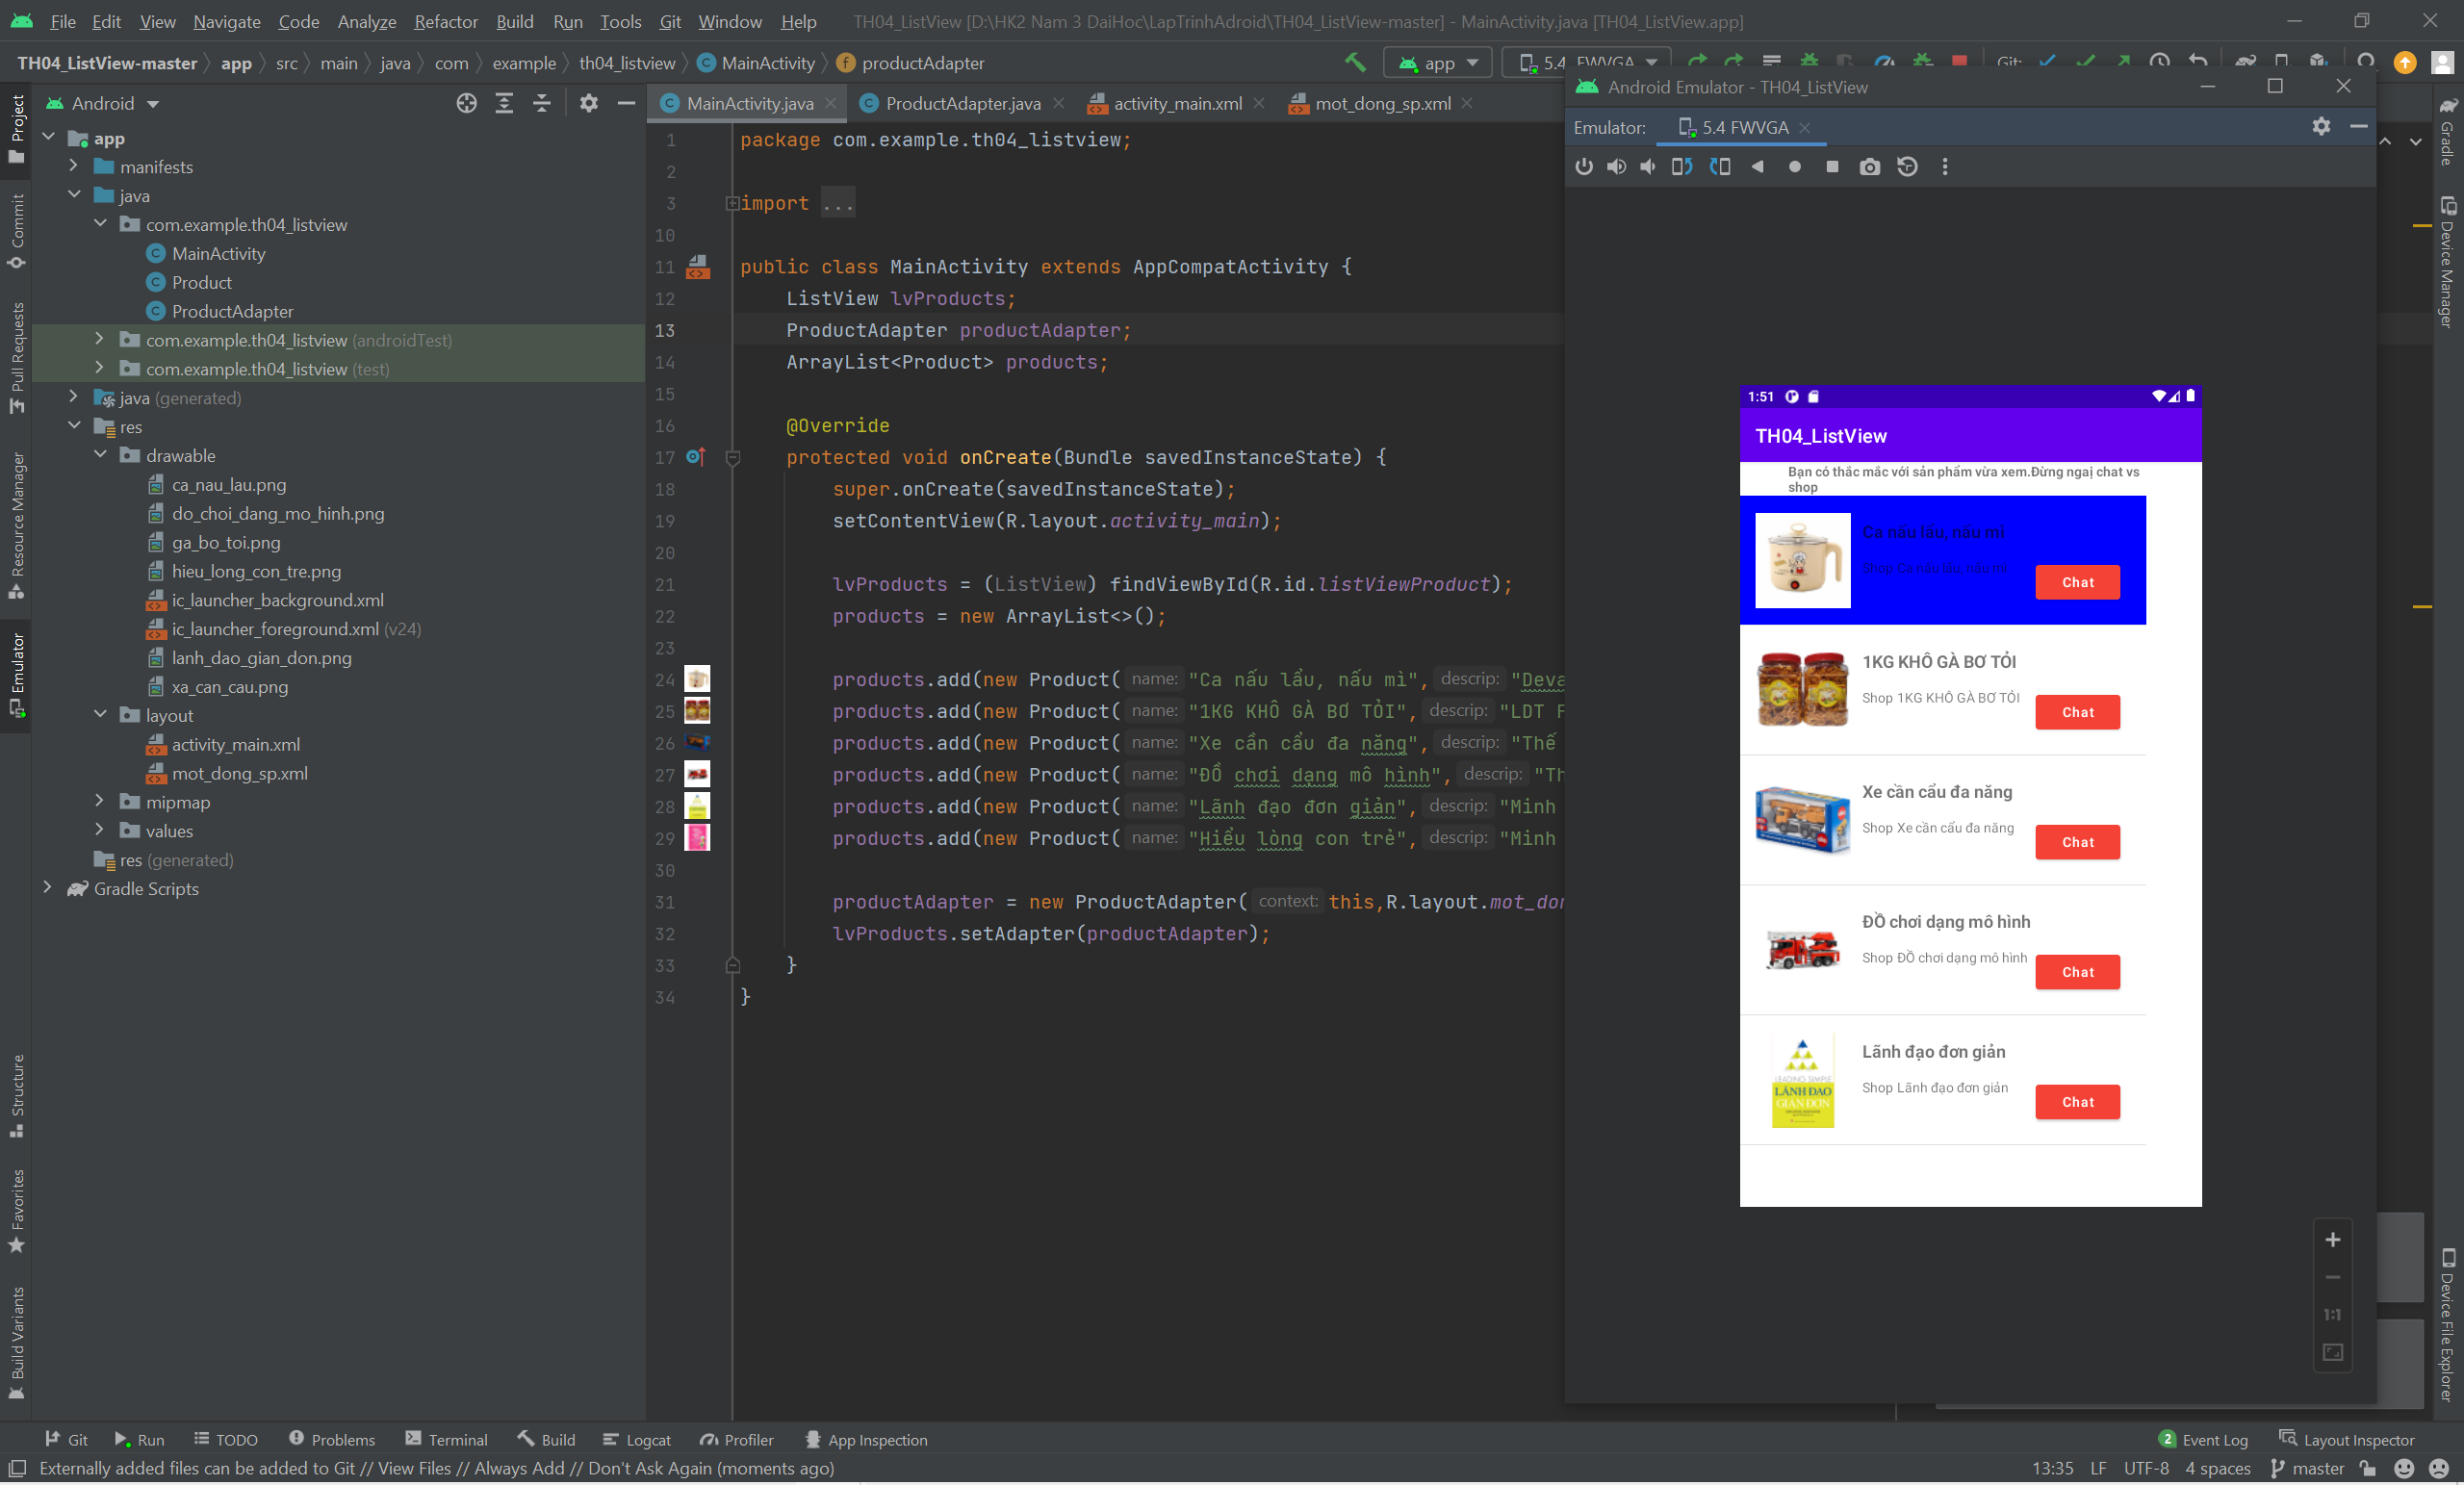 File Edit View Navigate Code Analyze Refactor Build Run Tools Git Window Help TH04_ListView [D:\HK2 Nam 3 DaiHoc\LapTrinhAdroid\TH04_ListView-master] - MainActivity.java [TH04_ListView.app]
TH04_ListView-master app src main java com example th04_listview MainActivity productAdapter
app
5.4 FWVGA
Git:
Project
Commit
Pull Requests
Resource Manager
Emulator
Structure
Favorites
Build Variants
Android
app
manifests
java
com.example.th04_listview
MainActivity
Product
ProductAdapter
com.example.th04_listview (androidTest)
com.example.th04_listview (test)
java (generated)
res
drawable
ca_nau_lau.png
do_choi_dang_mo_hinh.png
ga_bo_toi.png
hieu_long_con_tre.png
ic_launcher_background.xml
ic_launcher_foreground.xml (v24)
lanh_dao_gian_don.png
xa_can_cau.png
layout
activity_main.xml
mot_dong_sp.xml
mipmap
values
res (generated)
Gradle Scripts
MainActivity.java ProductAdapter.java activity_main.xml mot_dong_sp.xml
1 package com.example.th04_listview;
2
3 import ...
10
11 public class MainActivity extends AppCompatActivity {
12 ListView lvProducts;
13 ProductAdapter productAdapter;
14 ArrayList<Product> products;
15
16 @Override
17 protected void onCreate(Bundle savedInstanceState) {
18 super.onCreate(savedInstanceState);
19 setContentView(R.layout.activity_main);
20
21 lvProducts = (ListView) findViewById(R.id.listViewProduct);
22 products = new ArrayList<>();
23
24 products.add(new Product( name: "Ca nấu lẩu, nấu mì", descrip: "Deva
25 products.add(new Product( name: "1KG KHÔ GÀ BƠ TỎI", descrip: "LDT F
26 products.add(new Product( name: "Xe cần cẩu đa năng", descrip: "Thế
27 products.add(new Product( name: "ĐỒ chơi dạng mô hình", descrip: "Th
28 products.add(new Product( name: "Lãnh đạo đơn giản", descrip: "Minh
29 products.add(new Product( name: "Hiểu lòng con trẻ", descrip: "Minh
30
31 productAdapter = new ProductAdapter( context: this,R.layout.mot_don
32 lvProducts.setAdapter(productAdapter);
33 }
34 }
Android Emulator - TH04_ListView
Emulator: 5.4 FWVGA
1:51
TH04_ListView
Bạn có thắc mắc với sản phẩm vừa xem.Đừng ngại chat vs
shop
Ca nấu lẩu, nấu mì
Shop Ca nấu lẩu, nấu mì
Chat
1KG KHÔ GÀ BƠ TỎI
Shop 1KG KHÔ GÀ BƠ TỎI
Chat
Xe cần cẩu đa năng
Shop Xe cần cẩu đa năng
Chat
ĐỒ chơi dạng mô hình
Shop ĐỒ chơi dạng mô hình
Chat
LEADING SIMPLE
LÃNH ĐẠO
GIẢN ĐƠN
Lãnh đạo đơn giản
Shop Lãnh đạo đơn giản
Chat
1:1
Gradle
Device Manager
Device File Explorer
Git Run TODO Problems Terminal Build Logcat Profiler App Inspection
2 Event Log Layout Inspector
Externally added files can be added to Git // View Files // Always Add // Don't Ask Again (moments ago)
13:35 LF UTF-8 4 spaces master